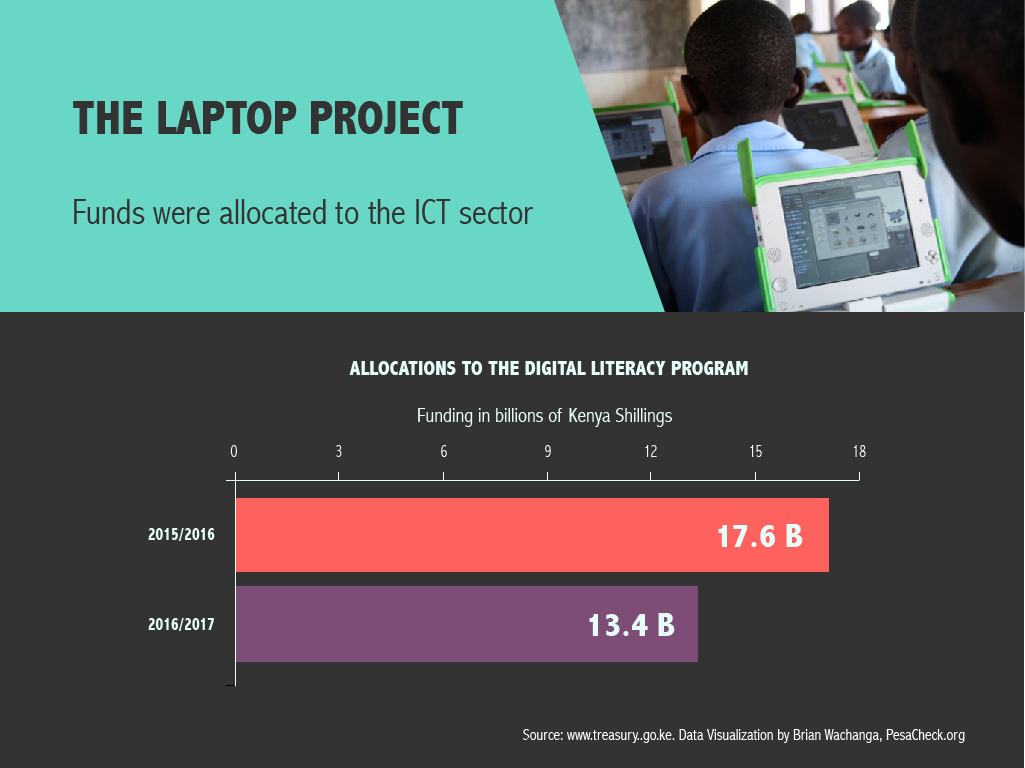 THE LAPTOP PROJECT
Funds were allocated to the ICT sector
ALLOCATIONS TO THE DIGITAL LITERACY PROGRAM
Funding in billions of Kenya Shillings
0 3 6 9 12 15 18
2015/2016 17.6 B
2016/2017 13.4 B
Source: www.treasury..go.ke. Data Visualization by Brian Wachanga, PesaCheck.org